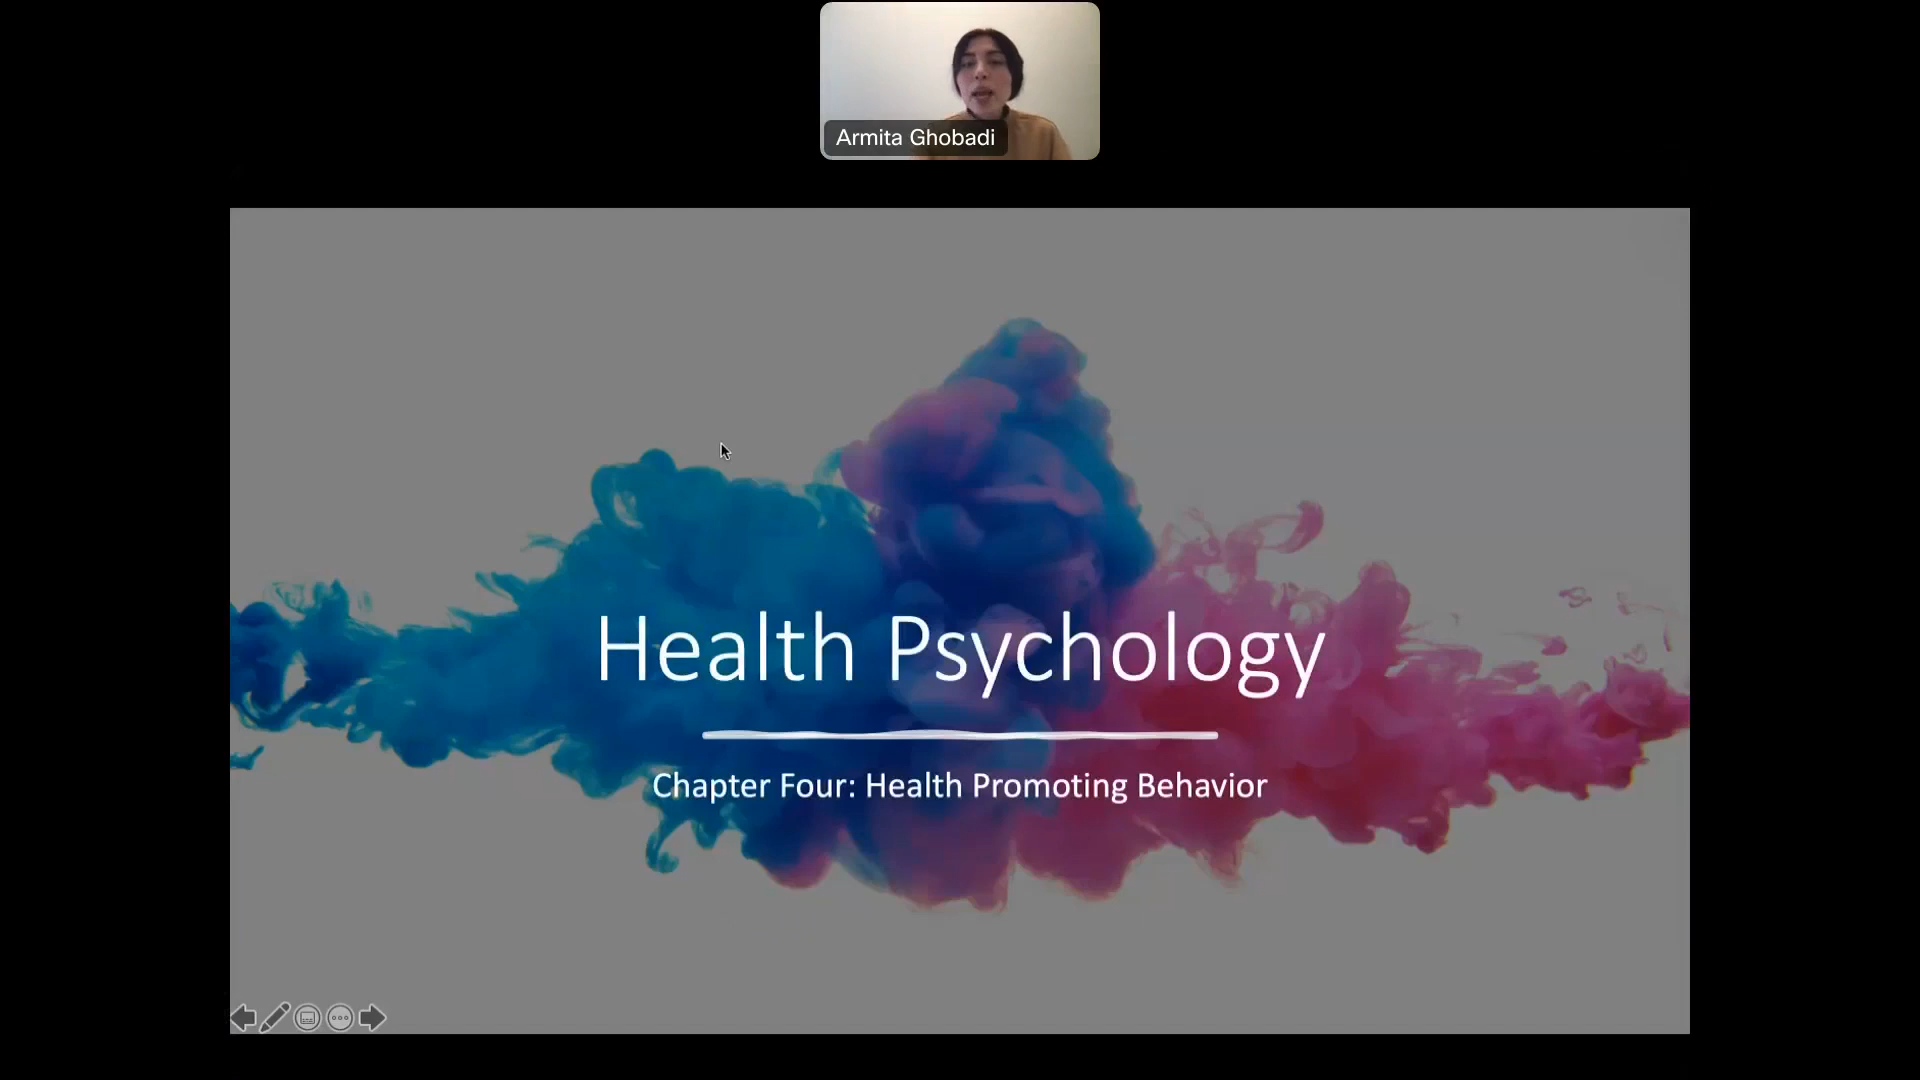 Armita Ghobadi
Health Psychology
Chapter Four: Health Promoting Behavior